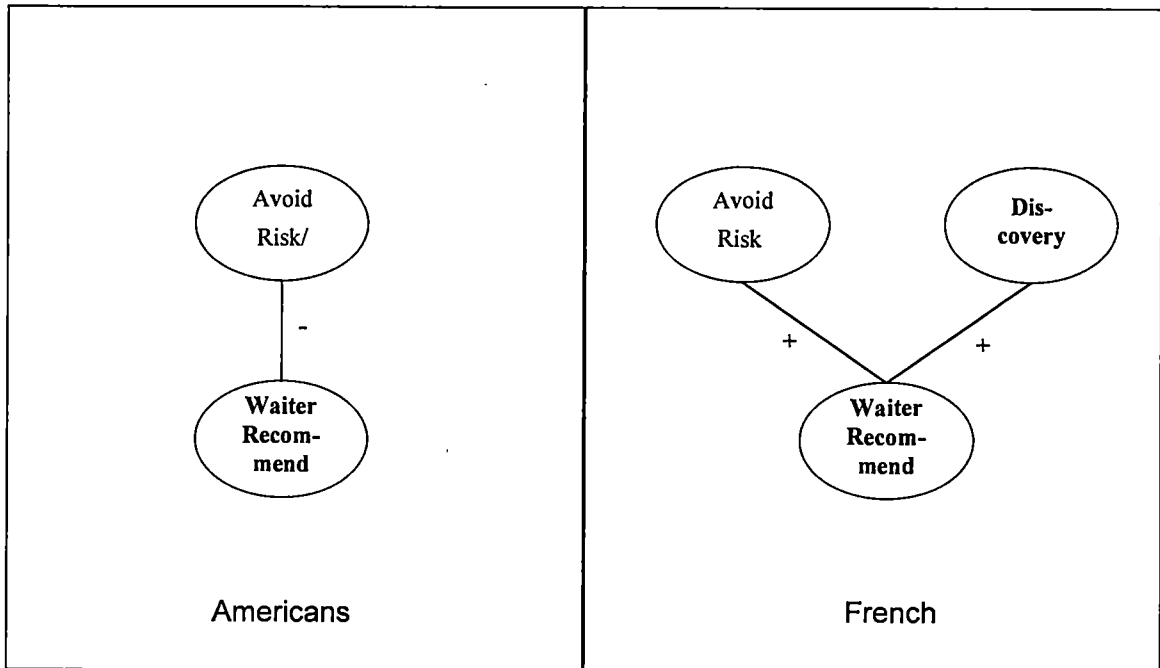 Avoid
Risk/
-
Waiter
Recom-
mend
Americans
Avoid
Risk
Dis-
covery
+
+
Waiter
Recom-
mend
French